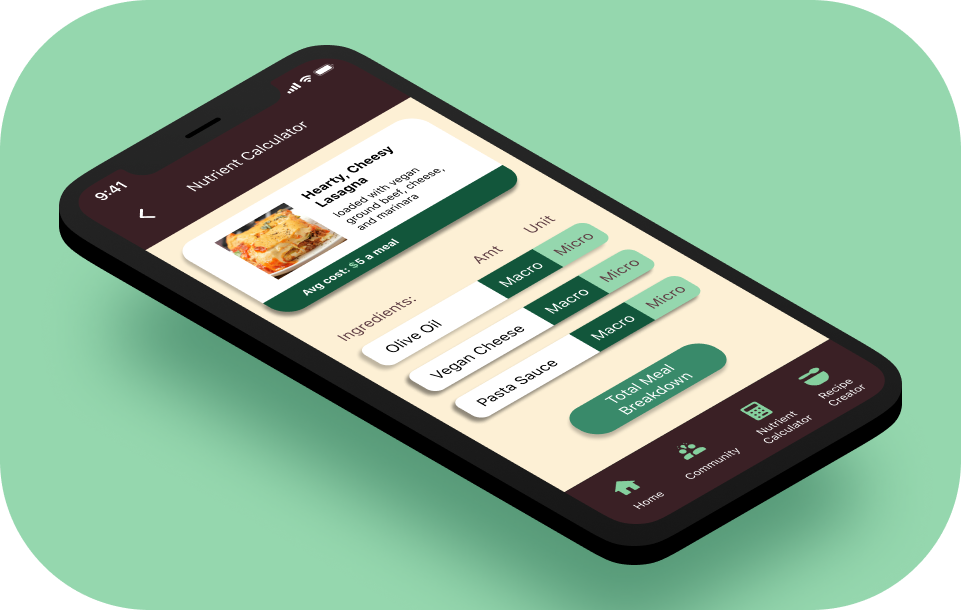 9:41
Nutrient Calculator
Hearty, Cheesy
Lasagna
loaded with vegan
ground beef, cheese,
and marinara
Avg cost: $5 a meal
Ingredients:
Amt
Unit
Olive Oil
Macro
Micro
Vegan Cheese
Macro
Micro
Pasta Sauce
Macro
Micro
Total Meal
Breakdown
Home
Community
Nutrient
Calculator
Recipe
Creator